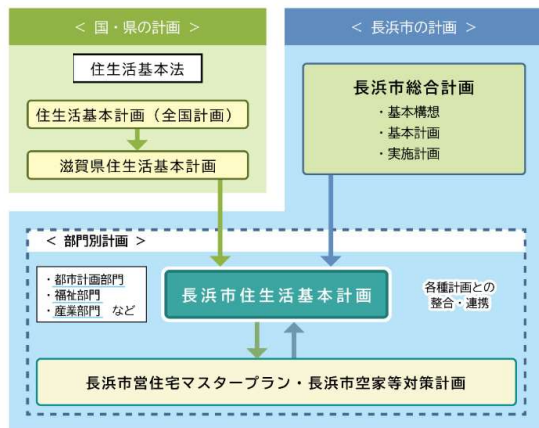 ＜ 国・県の計画 ＞
住生活基本法
住生活基本計画（全国計画）
滋賀県住生活基本計画
＜ 長浜市の計画 ＞
長浜市総合計画
・基本構想
・基本計画
・実施計画
＜ 部門別計画 ＞
・都市計画部門
・福祉部門
・産業部門　など
長浜市住生活基本計画
各種計画との
整合・連携
長浜市営住宅マスタープラン・長浜市空家等対策計画